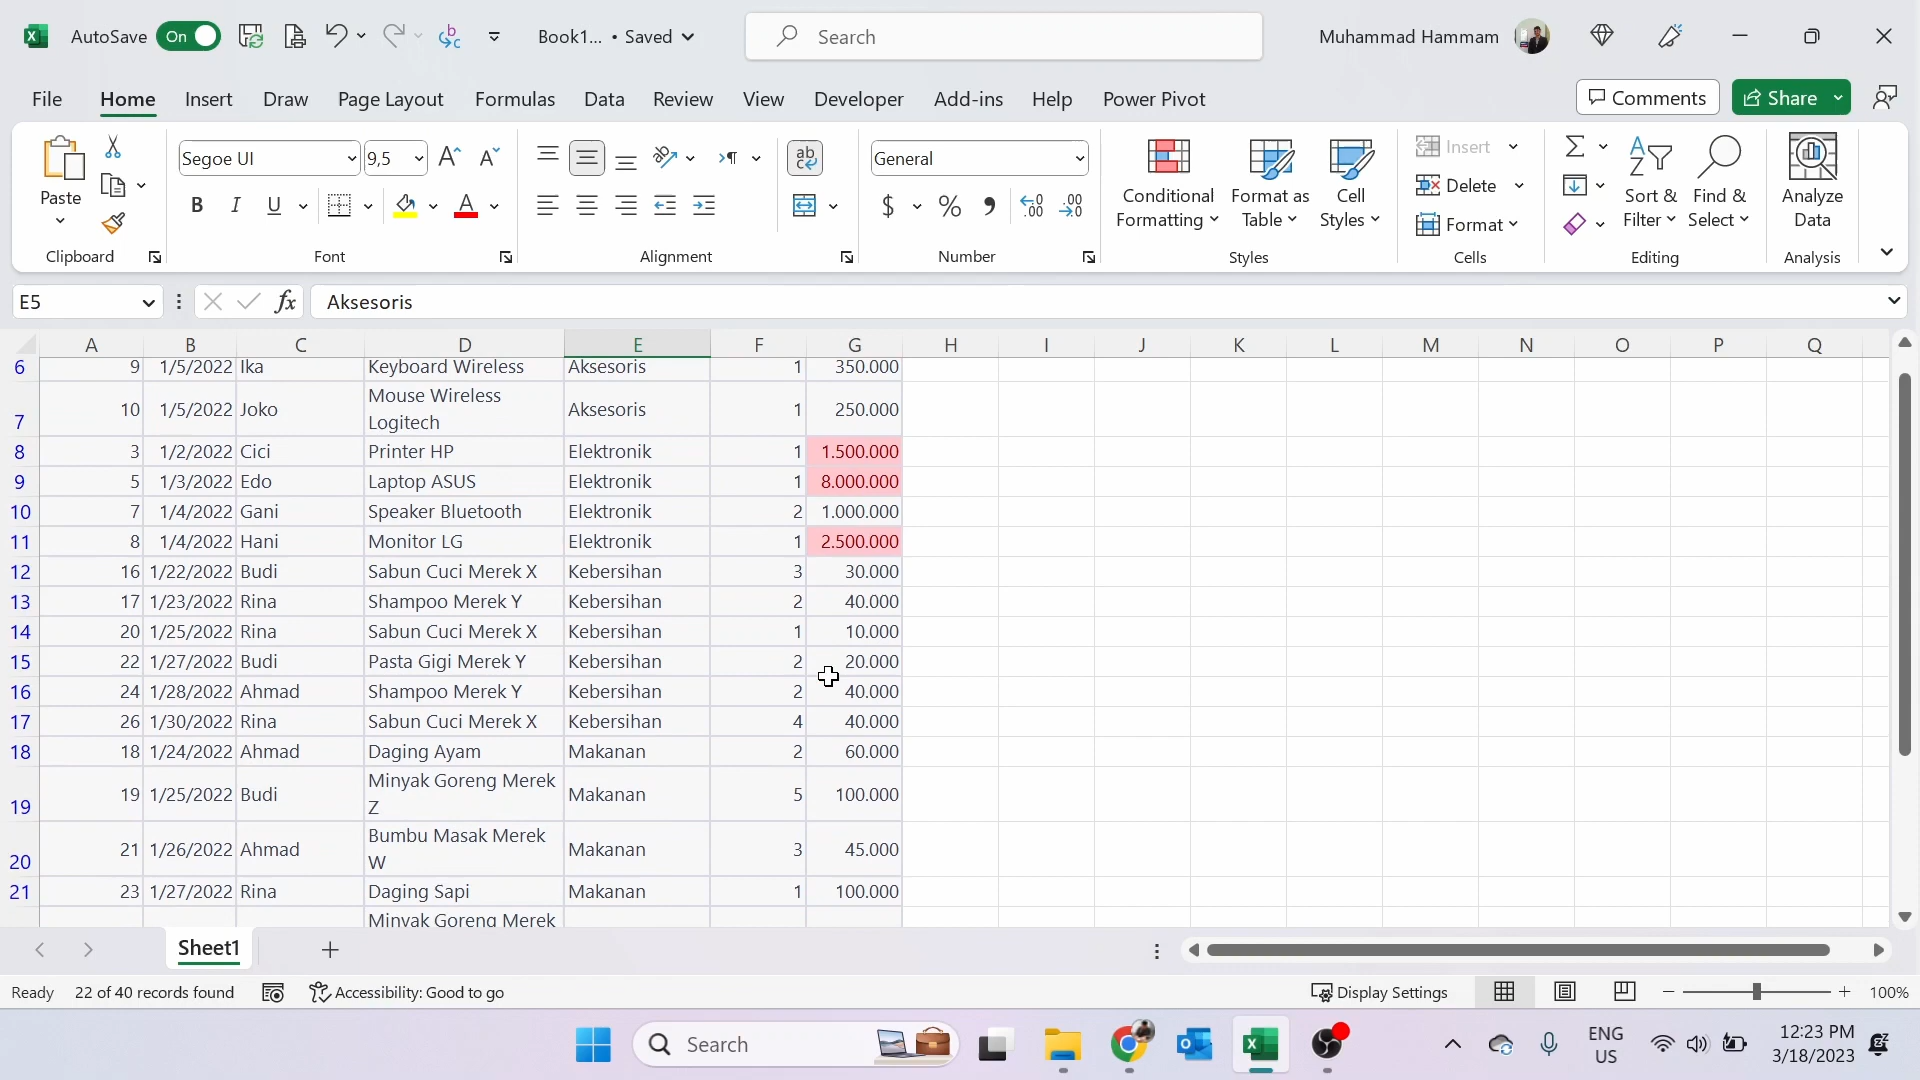 AutoSave On Book1... • Saved Search Muhammad Hammam
File Home Insert Draw Page Layout Formulas Data Review View Developer Add-ins Help Power Pivot Comments Share
Paste
Clipboard
Segoe UI 9,5
B I U A
Font
Alignment
General
$ % 9 .00
Number
Conditional Formatting
Format as Table
Cell Styles
Styles
Insert
Delete
Format
Cells
Sort & Filter
Find & Select
Editing
Analyze Data
Analysis
E5 fx Aksesoris
A B C D E F G H I J K L M N O P Q
6 9 1/5/2022 Ika Keyboard Wireless Aksesoris 1 350.000
7 10 1/5/2022 Joko Mouse Wireless Logitech Aksesoris 1 250.000
8 3 1/2/2022 Cici Printer HP Elektronik 1 1.500.000
9 5 1/3/2022 Edo Laptop ASUS Elektronik 1 8.000.000
10 7 1/4/2022 Gani Speaker Bluetooth Elektronik 2 1.000.000
11 8 1/4/2022 Hani Monitor LG Elektronik 1 2.500.000
12 16 1/22/2022 Budi Sabun Cuci Merek X Kebersihan 3 30.000
13 17 1/23/2022 Rina Shampoo Merek Y Kebersihan 2 40.000
14 20 1/25/2022 Rina Sabun Cuci Merek X Kebersihan 1 10.000
15 22 1/27/2022 Budi Pasta Gigi Merek Y Kebersihan 2 20.000
16 24 1/28/2022 Ahmad Shampoo Merek Y Kebersihan 2 40.000
17 26 1/30/2022 Rina Sabun Cuci Merek X Kebersihan 4 40.000
18 18 1/24/2022 Ahmad Daging Ayam Makanan 2 60.000
19 19 1/25/2022 Budi Minyak Goreng Merek Z Makanan 5 100.000
20 21 1/26/2022 Ahmad Bumbu Masak Merek W Makanan 3 45.000
21 23 1/27/2022 Rina Daging Sapi Makanan 1 100.000
Minyak Goreng Merek
Sheet1
Ready 22 of 40 records found Accessibility: Good to go Display Settings 100%
Search ENG US 12:23 PM 3/18/2023